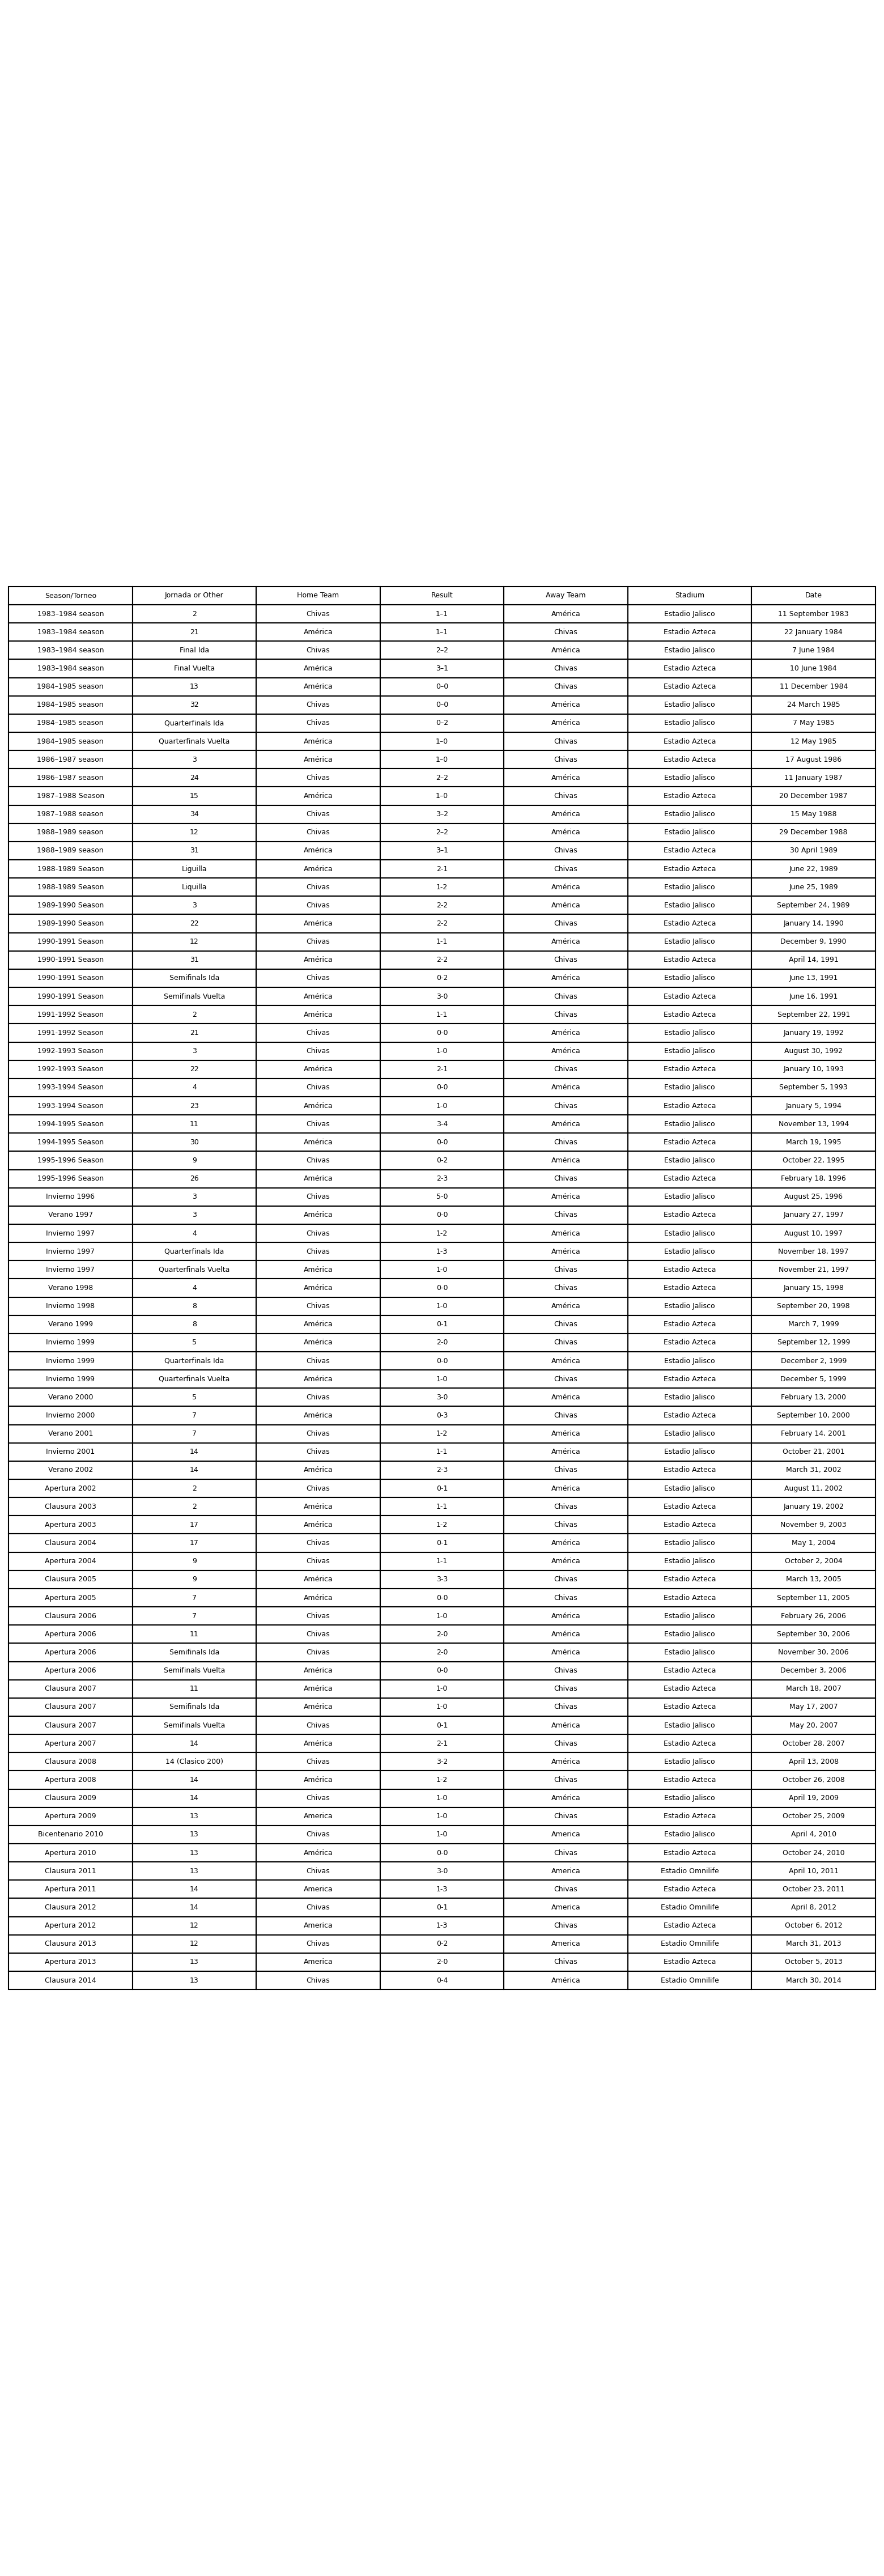 Season/Torneo Jornada or Other Home Team Result Away Team Stadium Date
1983–1984 season 2 Chivas 1–1 América Estadio Jalisco 11 September 1983
1983–1984 season 21 América 1–1 Chivas Estadio Azteca 22 January 1984
1983–1984 season Final Ida Chivas 2–2 América Estadio Jalisco 7 June 1984
1983–1984 season Final Vuelta América 3–1 Chivas Estadio Azteca 10 June 1984
1984–1985 season 13 América 0–0 Chivas Estadio Azteca 11 December 1984
1984–1985 season 32 Chivas 0–0 América Estadio Jalisco 24 March 1985
1984–1985 season Quarterfinals Ida Chivas 0–2 América Estadio Jalisco 7 May 1985
1984–1985 season Quarterfinals Vuelta América 1–0 Chivas Estadio Azteca 12 May 1985
1986–1987 season 3 América 1–0 Chivas Estadio Azteca 17 August 1986
1986–1987 season 24 Chivas 2–2 América Estadio Jalisco 11 January 1987
1987–1988 Season 15 América 1–0 Chivas Estadio Azteca 20 December 1987
1987–1988 season 34 Chivas 3–2 América Estadio Jalisco 15 May 1988
1988–1989 season 12 Chivas 2–2 América Estadio Jalisco 29 December 1988
1988–1989 season 31 América 3–1 Chivas Estadio Azteca 30 April 1989
1988-1989 Season Liguilla América 2-1 Chivas Estadio Azteca June 22, 1989
1988-1989 Season Liquilla Chivas 1-2 América Estadio Jalisco June 25, 1989
1989-1990 Season 3 Chivas 2-2 América Estadio Jalisco September 24, 1989
1989-1990 Season 22 América 2-2 Chivas Estadio Azteca January 14, 1990
1990-1991 Season 12 Chivas 1-1 América Estadio Jalisco December 9, 1990
1990-1991 Season 31 América 2-2 Chivas Estadio Azteca April 14, 1991
1990-1991 Season Semifinals Ida Chivas 0-2 América Estadio Jalisco June 13, 1991
1990-1991 Season Semifinals Vuelta América 3-0 Chivas Estadio Azteca June 16, 1991
1991-1992 Season 2 América 1-1 Chivas Estadio Azteca September 22, 1991
1991-1992 Season 21 Chivas 0-0 América Estadio Jalisco January 19, 1992
1992-1993 Season 3 Chivas 1-0 América Estadio Jalisco August 30, 1992
1992-1993 Season 22 América 2-1 Chivas Estadio Azteca January 10, 1993
1993-1994 Season 4 Chivas 0-0 América Estadio Jalisco September 5, 1993
1993-1994 Season 23 América 1-0 Chivas Estadio Azteca January 5, 1994
1994-1995 Season 11 Chivas 3-4 América Estadio Jalisco November 13, 1994
1994-1995 Season 30 América 0-0 Chivas Estadio Azteca March 19, 1995
1995-1996 Season 9 Chivas 0-2 América Estadio Jalisco October 22, 1995
1995-1996 Season 26 América 2-3 Chivas Estadio Azteca February 18, 1996
Invierno 1996 3 Chivas 5-0 América Estadio Jalisco August 25, 1996
Verano 1997 3 América 0-0 Chivas Estadio Azteca January 27, 1997
Invierno 1997 4 Chivas 1-2 América Estadio Jalisco August 10, 1997
Invierno 1997 Quarterfinals Ida Chivas 1-3 América Estadio Jalisco November 18, 1997
Invierno 1997 Quarterfinals Vuelta América 1-0 Chivas Estadio Azteca November 21, 1997
Verano 1998 4 América 0-0 Chivas Estadio Azteca January 15, 1998
Invierno 1998 8 Chivas 1-0 América Estadio Jalisco September 20, 1998
Verano 1999 8 América 0-1 Chivas Estadio Azteca March 7, 1999
Invierno 1999 5 América 2-0 Chivas Estadio Azteca September 12, 1999
Invierno 1999 Quarterfinals Ida Chivas 0-0 América Estadio Jalisco December 2, 1999
Invierno 1999 Quarterfinals Vuelta América 1-0 Chivas Estadio Azteca December 5, 1999
Verano 2000 5 Chivas 3-0 América Estadio Jalisco February 13, 2000
Invierno 2000 7 América 0-3 Chivas Estadio Azteca September 10, 2000
Verano 2001 7 Chivas 1-2 América Estadio Jalisco February 14, 2001
Invierno 2001 14 Chivas 1-1 América Estadio Jalisco October 21, 2001
Verano 2002 14 América 2-3 Chivas Estadio Azteca March 31, 2002
Apertura 2002 2 Chivas 0-1 América Estadio Jalisco August 11, 2002
Clausura 2003 2 América 1-1 Chivas Estadio Azteca January 19, 2002
Apertura 2003 17 América 1-2 Chivas Estadio Azteca November 9, 2003
Clausura 2004 17 Chivas 0-1 América Estadio Jalisco May 1, 2004
Apertura 2004 9 Chivas 1-1 América Estadio Jalisco October 2, 2004
Clausura 2005 9 América 3-3 Chivas Estadio Azteca March 13, 2005
Apertura 2005 7 América 0-0 Chivas Estadio Azteca September 11, 2005
Clausura 2006 7 Chivas 1-0 América Estadio Jalisco February 26, 2006
Apertura 2006 11 Chivas 2-0 América Estadio Jalisco September 30, 2006
Apertura 2006 Semifinals Ida Chivas 2-0 América Estadio Jalisco November 30, 2006
Apertura 2006 Semifinals Vuelta América 0-0 Chivas Estadio Azteca December 3, 2006
Clausura 2007 11 América 1-0 Chivas Estadio Azteca March 18, 2007
Clausura 2007 Semifinals Ida América 1-0 Chivas Estadio Azteca May 17, 2007
Clausura 2007 Semifinals Vuelta Chivas 0-1 América Estadio Jalisco May 20, 2007
Apertura 2007 14 América 2-1 Chivas Estadio Azteca October 28, 2007
Clausura 2008 14 (Clasico 200) Chivas 3-2 América Estadio Jalisco April 13, 2008
Apertura 2008 14 América 1-2 Chivas Estadio Azteca October 26, 2008
Clausura 2009 14 Chivas 1-0 América Estadio Jalisco April 19, 2009
Apertura 2009 13 America 1-0 Chivas Estadio Azteca October 25, 2009
Bicentenario 2010 13 Chivas 1-0 America Estadio Jalisco April 4, 2010
Apertura 2010 13 América 0-0 Chivas Estadio Azteca October 24, 2010
Clausura 2011 13 Chivas 3-0 America Estadio Omnilife April 10, 2011
Apertura 2011 14 America 1-3 Chivas Estadio Azteca October 23, 2011
Clausura 2012 14 Chivas 0-1 America Estadio Omnilife April 8, 2012
Apertura 2012 12 America 1-3 Chivas Estadio Azteca October 6, 2012
Clausura 2013 12 Chivas 0-2 America Estadio Omnilife March 31, 2013
Apertura 2013 13 America 2-0 Chivas Estadio Azteca October 5, 2013
Clausura 2014 13 Chivas 0-4 América Estadio Omnilife March 30, 2014